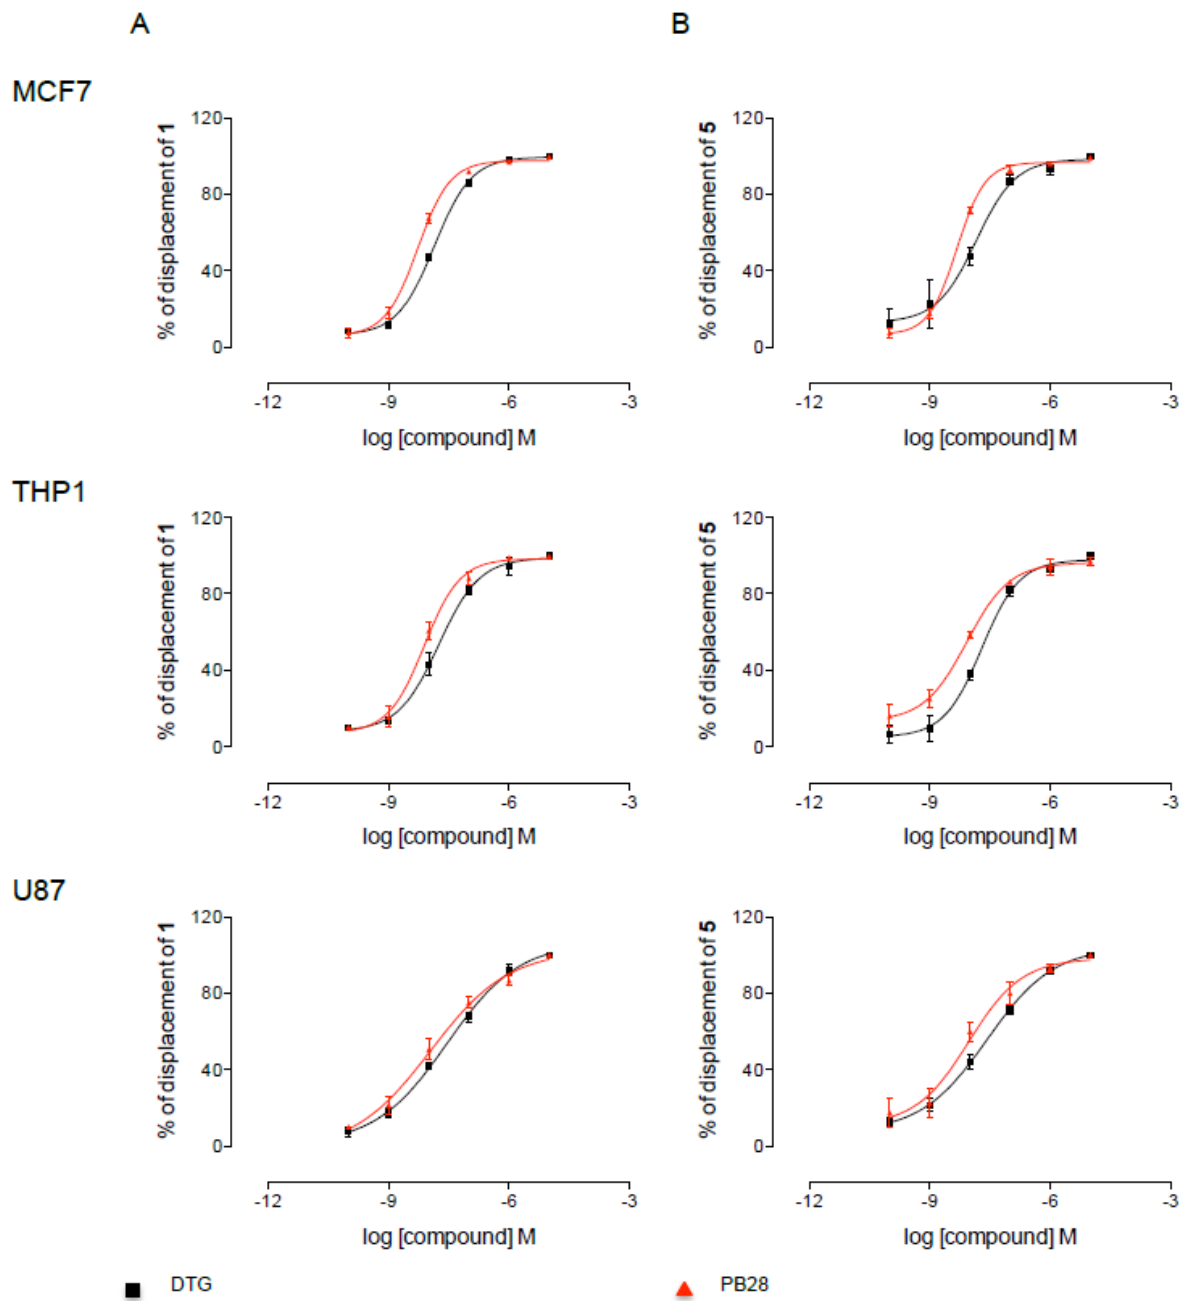 A
B
MCF7
% of displacement of 1
120
80
40
0
-12
-9
-6
-3
log [compound] M
% of displacement of 5
120
80
40
0
-12
-9
-6
-3
log [compound] M
THP1
% of displacement of 1
120
80
40
0
-12
-9
-6
-3
log [compound] M
% of displacement of 5
120
80
40
0
-12
-9
-6
-3
log [compound] M
U87
% of displacement of 1
120
80
40
0
-12
-9
-6
-3
log [compound] M
% of displacement of 5
120
80
40
0
-12
-9
-6
-3
log [compound] M
DTG
PB28